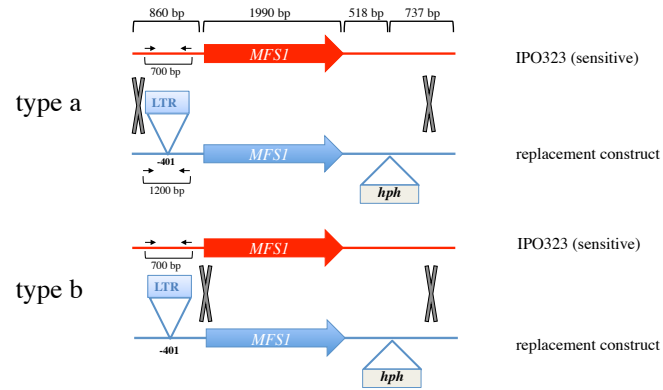 860 bp 1990 bp 518 bp 737 bp
MFS1 IPO323 (sensitive)
700 bp
type a
LTR
MFS1 replacement construct
-401
1200 bp
hph
MFS1 IPO323 (sensitive)
700 bp
type b
LTR
MFS1 replacement construct
-401
hph